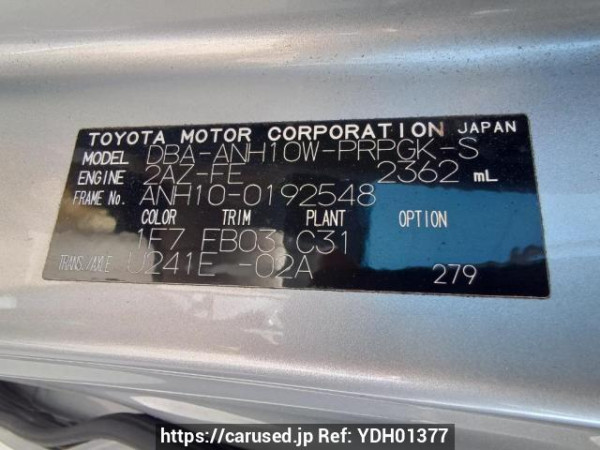 TOYOTA MOTOR CORPORATION JAPAN
MODEL DBA-ANH10W-PRPGK-S
ENGINE 2AZ-FE 2362 mL
FRAME No. ANH10-0192548
COLOR TRIM PLANT OPTION
1E7 FB03 C31
TRANS./AXLE U241E -02A 279
https://carused.jp Ref: YDH01377